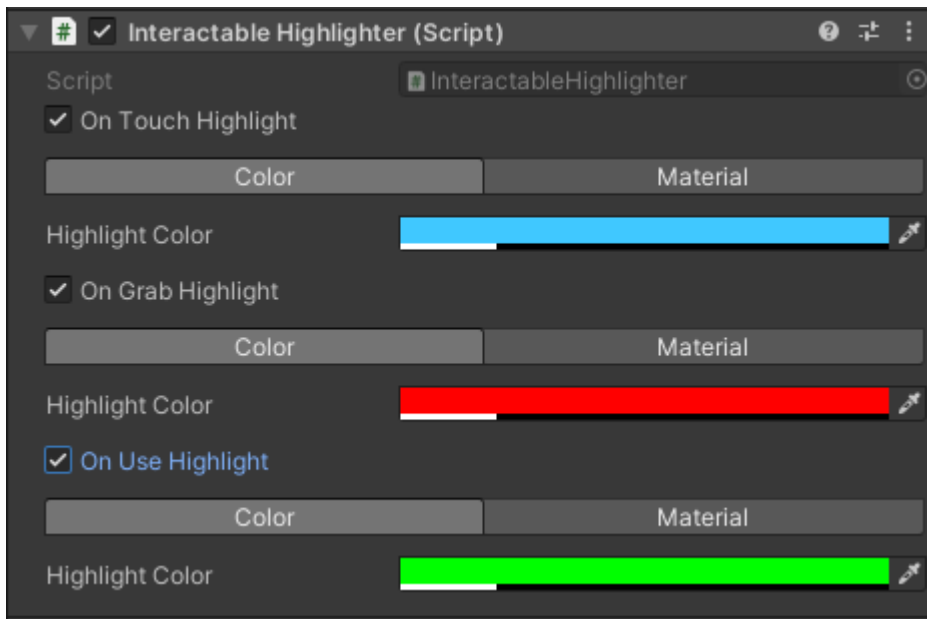 # Interactable Highlighter (Script)
Script # InteractableHighlighter
On Touch Highlight
Color Material
Highlight Color
On Grab Highlight
Color Material
Highlight Color
On Use Highlight
Color Material
Highlight Color